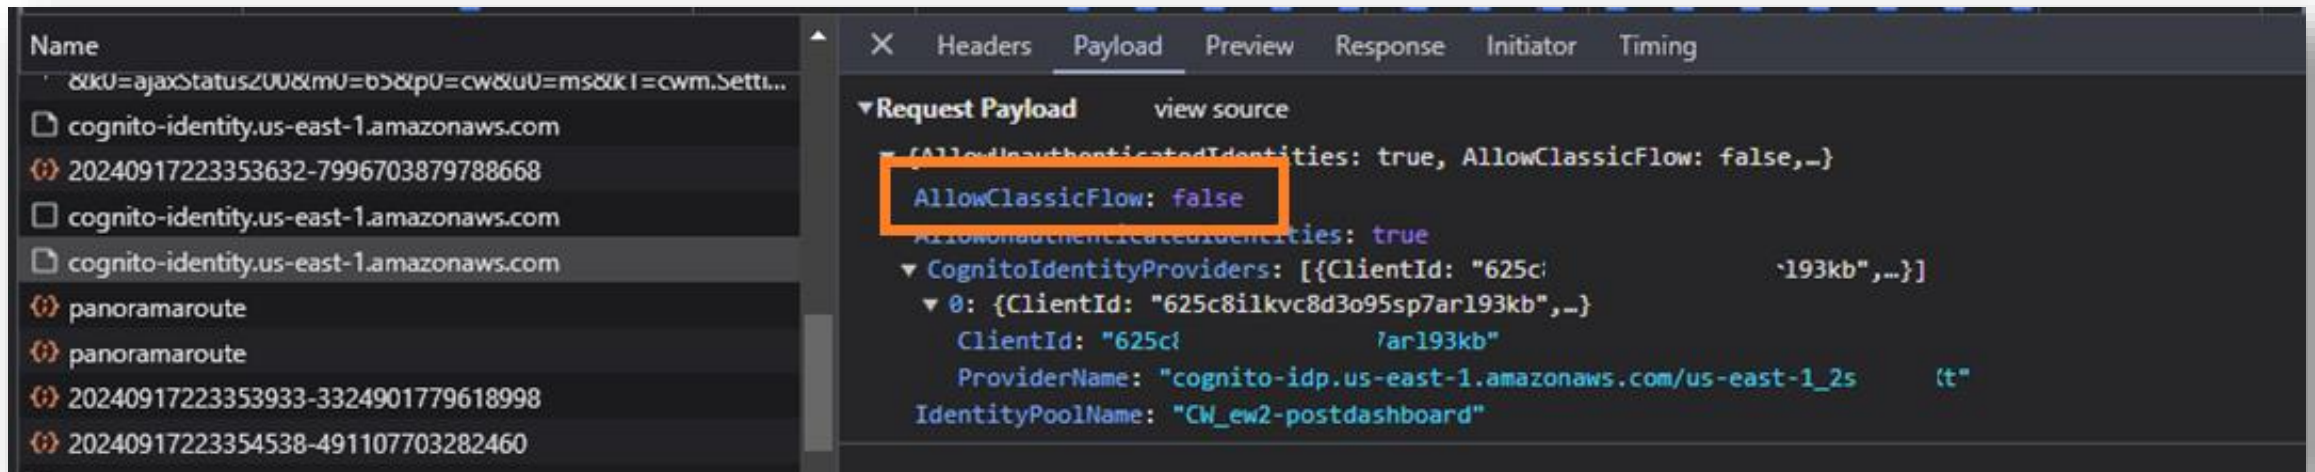 Name
&k0=ajaxStatus200&m0=65&p0=cw&u0=ms&k1=cwm.Setti...
cognito-identity.us-east-1.amazonaws.com
20240917223353632-7996703879788668
cognito-identity.us-east-1.amazonaws.com
cognito-identity.us-east-1.amazonaws.com
panoramaroute
panoramaroute
20240917223353933-3324901779618998
20240917223354538-491107703282460
Headers Payload Preview Response Initiator Timing
Request Payload view source
{AllowUnauthenticatedIdentities: true, AllowClassicFlow: false,…}
AllowClassicFlow: false
AllowUnauthenticatedIdentities: true
CognitoIdentityProviders: [{ClientId: "625c l93kb",…}]
0: {ClientId: "625c8ilkvc8d3o95sp7arl93kb",…}
ClientId: "625c 7arl93kb"
ProviderName: "cognito-idp.us-east-1.amazonaws.com/us-east-1_2s t"
IdentityPoolName: "CW_ew2-postdashboard"